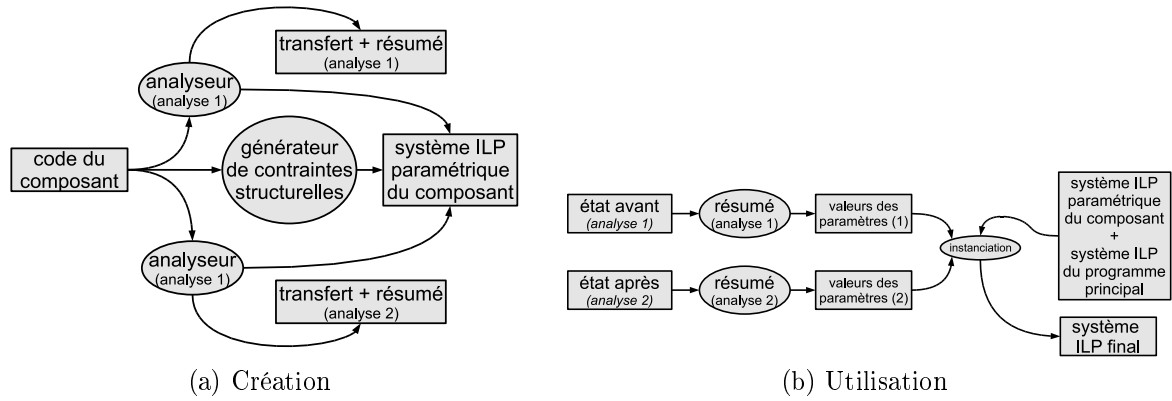 transfert + résumé
(analyse 1)
analyseur
(analyse 1)
code du
composant
générateur
de contraintes
structurelles
système ILP
paramétrique
du composant
analyseur
(analyse 1)
transfert + résumé
(analyse 2)
(a) Création
état avant
(analyse 1)
résumé
(analyse 1)
valeurs des
paramètres (1)
état après
(analyse 2)
résumé
(analyse 2)
valeurs des
paramètres (2)
instanciation
système ILP
paramétrique
du composant
+
système ILP
du programme
principal
système
ILP final
(b) Utilisation